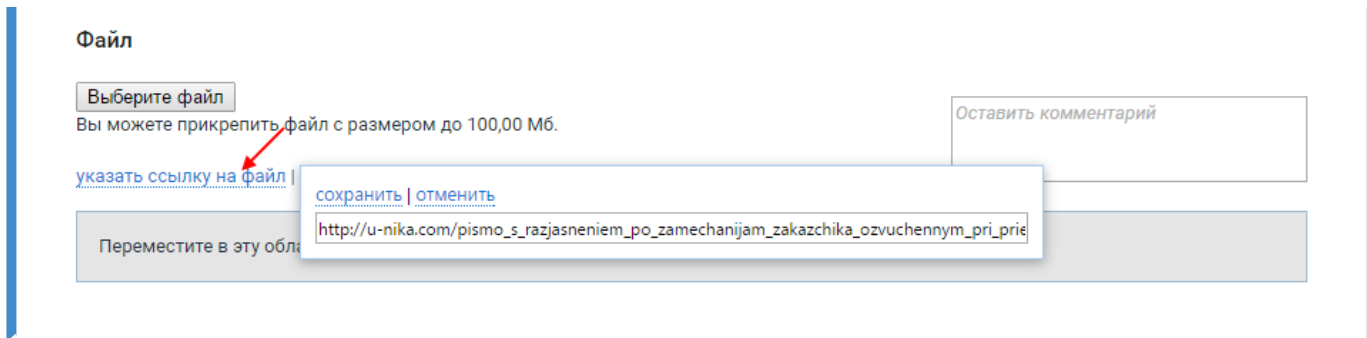 Файл
Выберите файл
Вы можете прикрепить файл с размером до 100,00 Мб.
Оставить комментарий
указать ссылку на файл |
сохранить | отменить
http://u-nika.com/pismo_s_razjasneniem_po_zamechanijam_zakazchika_ozvuchennym_pri_prie
Переместите в эту обла